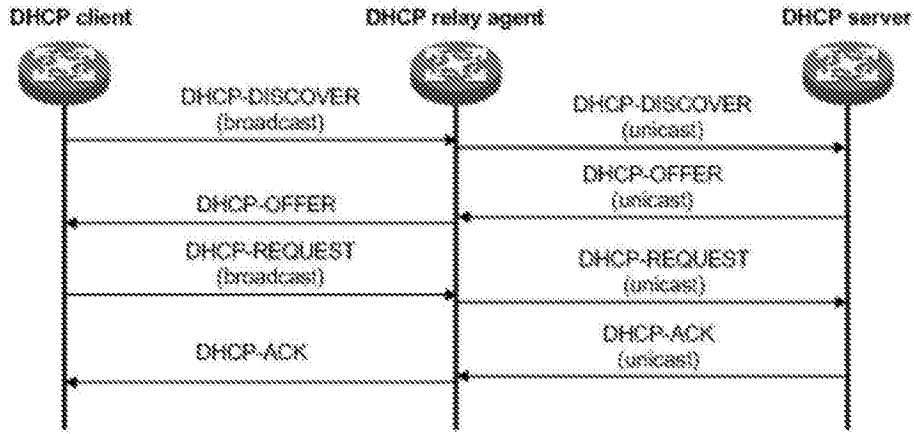 DHCP client
DHCP relay agent
DHCP server
DHCP-DISCOVER
(broadcast)
DHCP-DISCOVER
(unicast)
DHCP-OFFER
(unicast)
DHCP-OFFER
DHCP-REQUEST
(broadcast)
DHCP-REQUEST
(unicast)
DHCP-ACK
(unicast)
DHCP-ACK